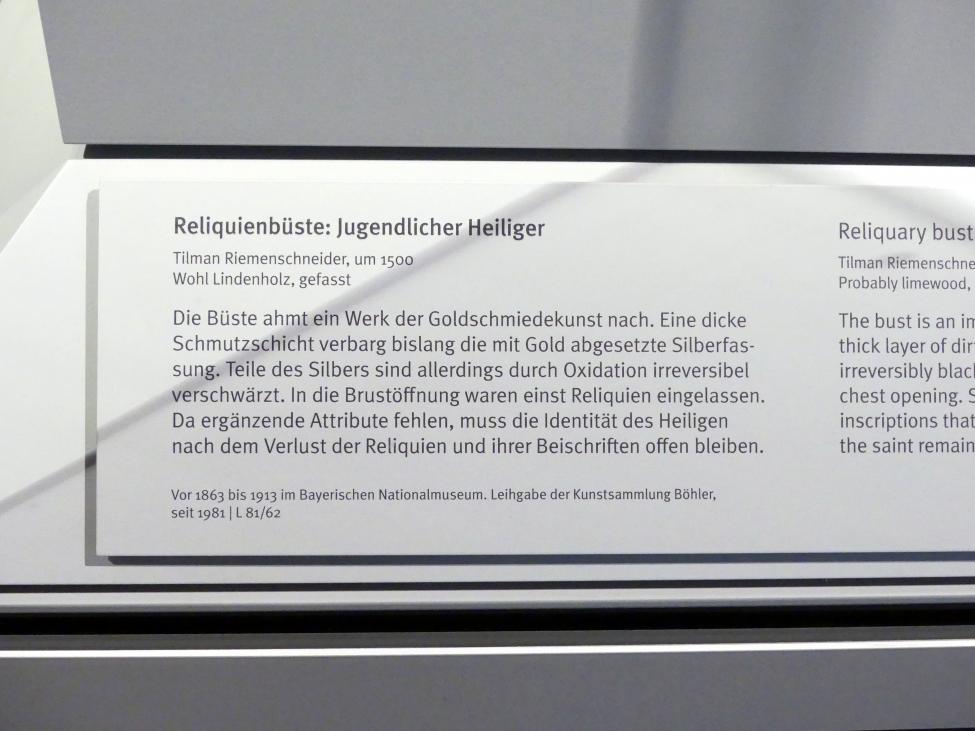 Reliquienbüste: Jugendlicher Heiliger
Tilman Riemenschneider, um 1500
Wohl Lindenholz, gefasst
Die Büste ahmt ein Werk der Goldschmiedekunst nach. Eine dicke
Schmutzschicht verbarg bislang die mit Gold abgesetzte Silberfas-
sung. Teile des Silbers sind allerdings durch Oxidation irreversibel
verschwärzt. In die Brustöffnung waren einst Reliquien eingelassen.
Da ergänzende Attribute fehlen, muss die Identität des Heiligen
nach dem Verlust der Reliquien und ihrer Beischriften offen bleiben.
Vor 1863 bis 1913 im Bayerischen Nationalmuseum. Leihgabe der Kunstsammlung Böhler,
seit 1981 | L 81/62
Reliquary bust
Tilman
Probably limewood,
The bust is an
thick layer of
irreversibly
chest opening.
inscriptions that
the saint